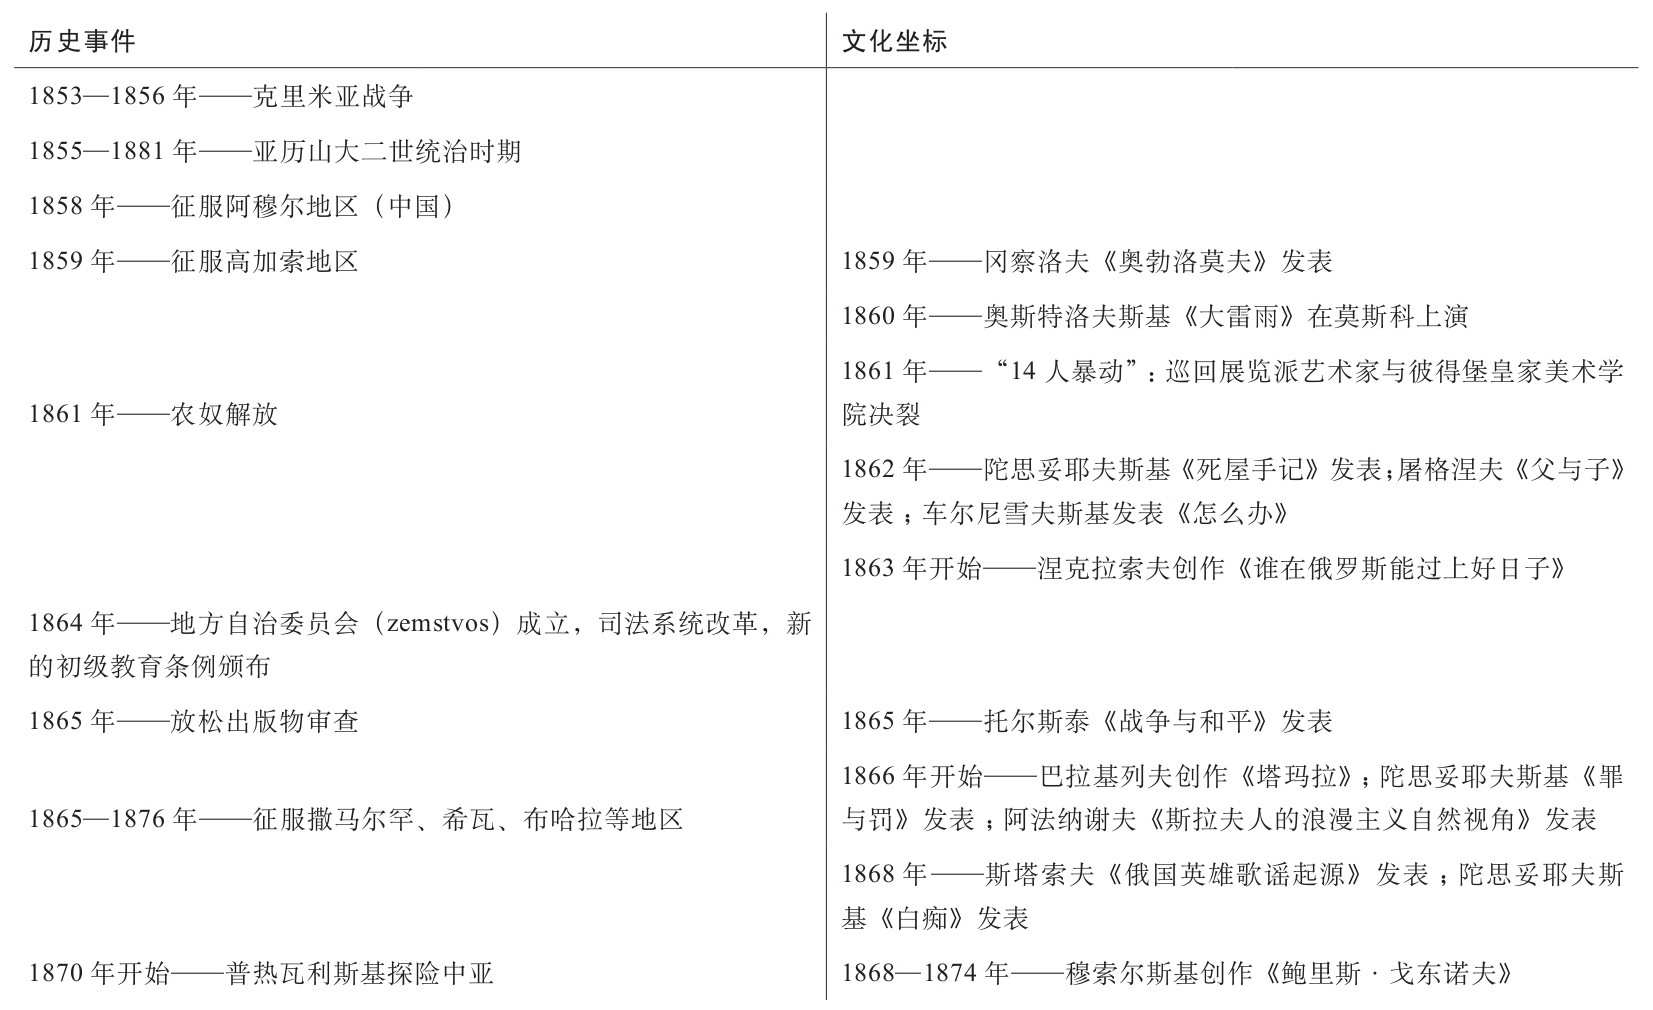 历史事件
文化坐标
1853—1856 年——克里米亚战争
1855—1881 年——亚历山大二世统治时期
1858 年——征服阿穆尔地区（中国）
1859 年——征服高加索地区
1859 年——冈察洛夫《奥勃洛莫夫》发表
1860 年——奥斯特洛夫斯基《大雷雨》在莫斯科上演
1861 年——农奴解放
1861 年——“14 人暴动”：巡回展览派艺术家与彼得堡皇家美术学
院决裂
1862 年——陀思妥耶夫斯基《死屋手记》发表；屠格涅夫《父与子》
发表；车尔尼雪夫斯基发表《怎么办》
1863 年开始——涅克拉索夫创作《谁在俄罗斯能过上好日子》
1864 年——地方自治委员会（zemstvos）成立，司法系统改革，新
的初级教育条例颁布
1865 年——放松出版物审查
1865 年——托尔斯泰《战争与和平》发表
1865—1876 年——征服撒马尔罕、希瓦、布哈拉等地区
1866 年开始——巴拉基列夫创作《塔玛拉》；陀思妥耶夫斯基《罪
与罚》发表；阿法纳谢夫《斯拉夫人的浪漫主义自然视角》发表
1868 年——斯塔索夫《俄国英雄歌谣起源》发表；陀思妥耶夫斯
基《白痴》发表
1870 年开始——普热瓦利斯基探险中亚
1868—1874 年——穆索尔斯基创作《鲍里斯·戈东诺夫》